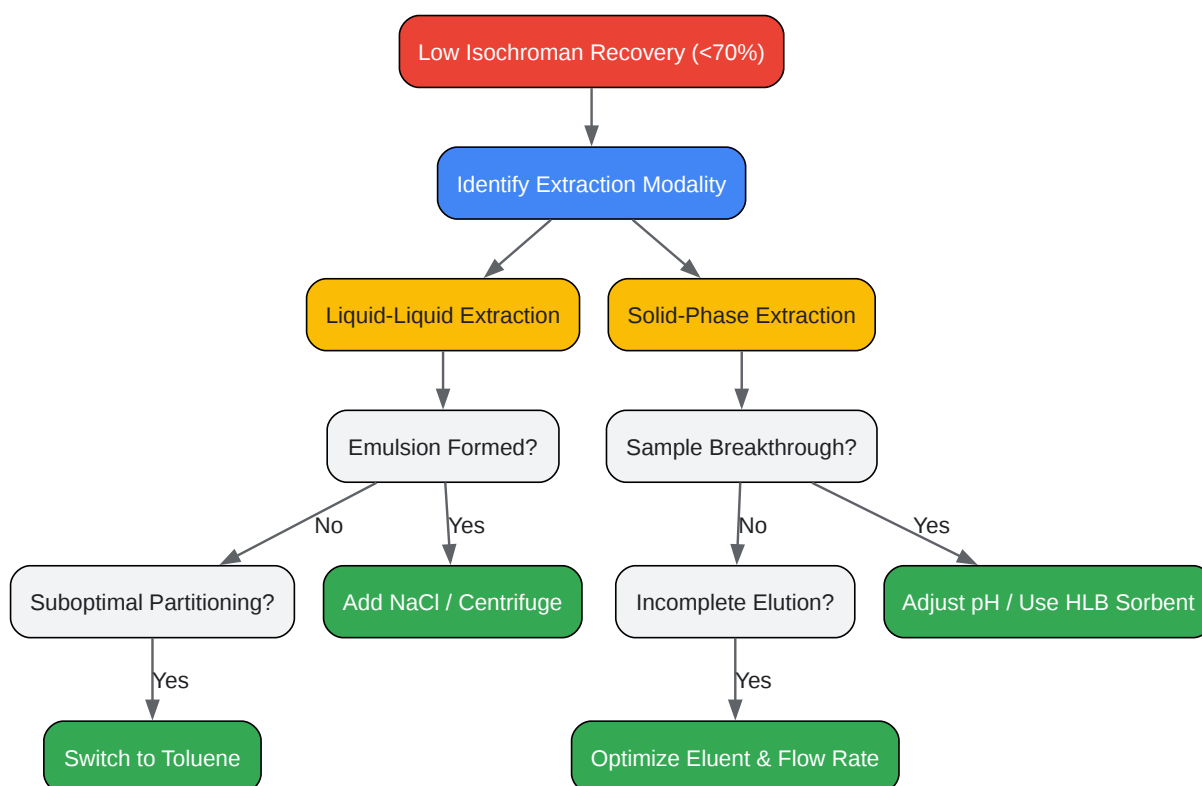 Low Isochroman Recovery (<70%)
Identify Extraction Modality
Liquid-Liquid Extraction
Solid-Phase Extraction
Emulsion Formed?
Sample Breakthrough?
No
Yes
No
Yes
Suboptimal Partitioning?
Add NaCl / Centrifuge
Incomplete Elution?
Adjust pH / Use HLB Sorbent
Yes
Yes
Switch to Toluene
Optimize Eluent & Flow Rate